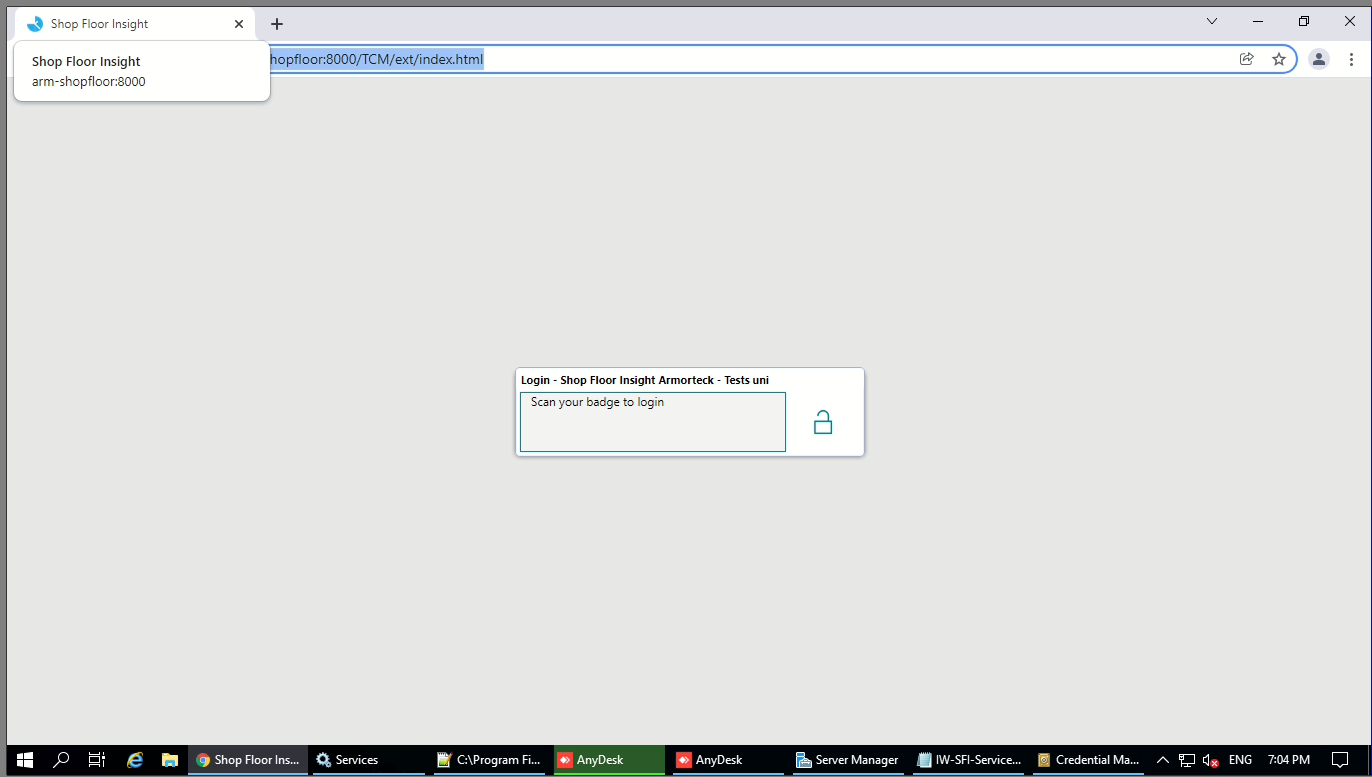 Shop Floor Insight
Shop Floor Insight
arm-shopfloor:8000
hopfloor:8000/TCM/ext/index.html
Login - Shop Floor Insight Armorteck - Tests uni
Scan your badge to login
Shop Floor Ins...
Services
C:\Program Fi...
AnyDesk
AnyDesk
Server Manager
IW-SFI-Service...
Credential Ma...
ENG
7:04 PM